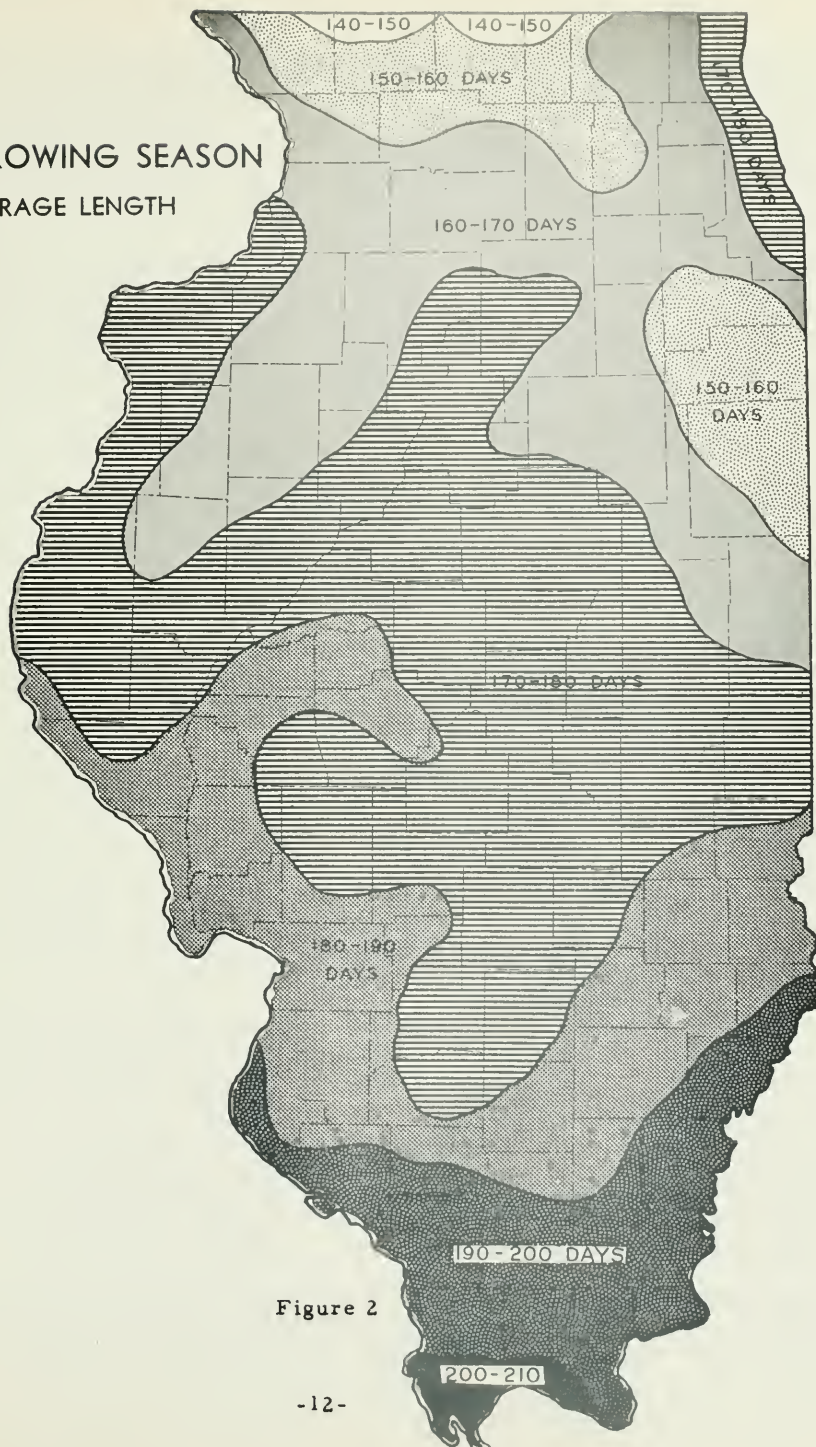 140-150
140-150
150-160 DAYS
170-180 DAYS
ROWING SEASON
RAGE LENGTH
160-170 DAYS
150-160
DAYS
170-180 DAYS
180-190
DAYS
190-200 DAYS
Figure 2
200-210
-12-